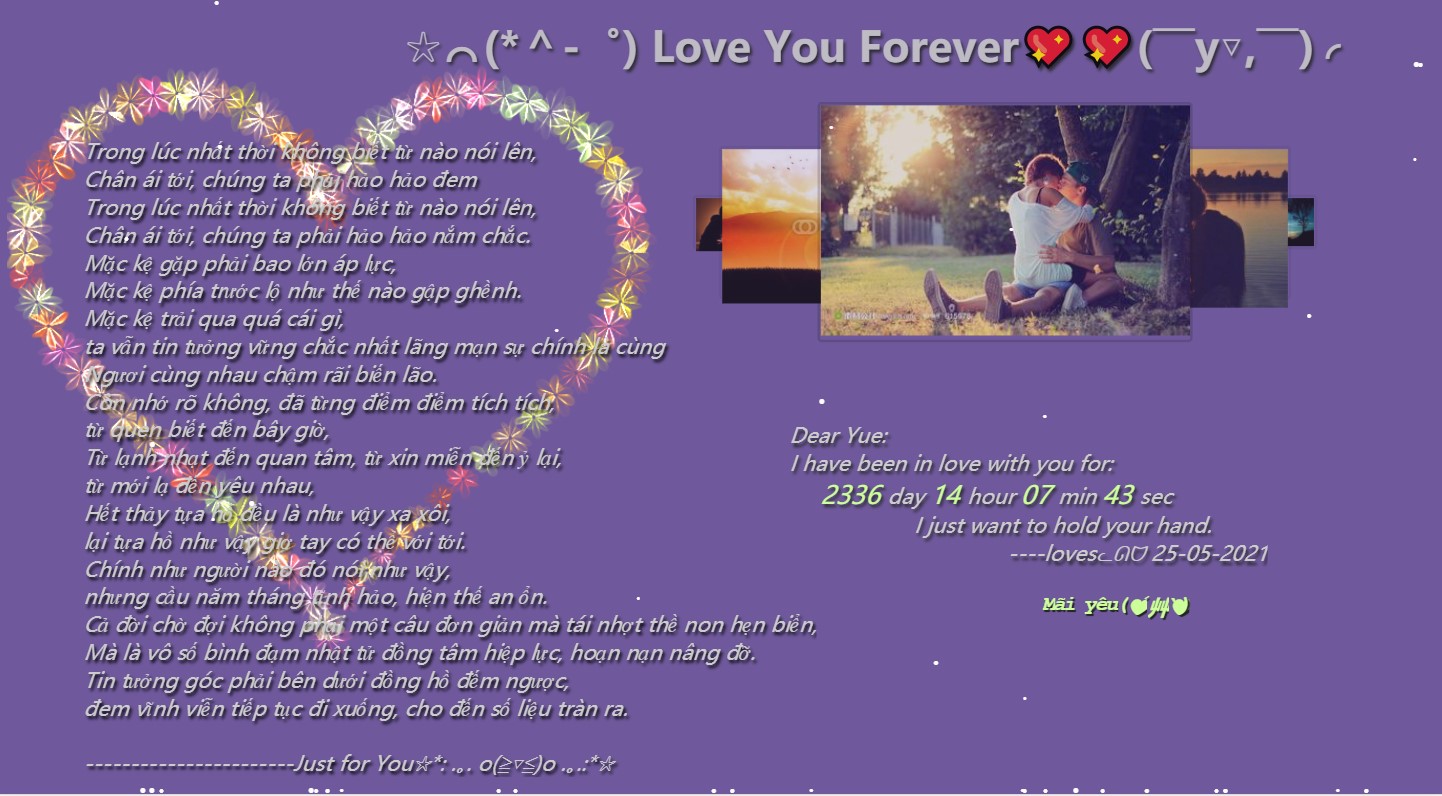 ☆⌒(*＾-゜) Love You Forever💖💖(￣y▽,￣)╭
Trong lúc nhất thời không biết từ nào nói lên,
Chân ái tới, chúng ta phải hảo hảo đem
Trong lúc nhất thời không biết từ nào nói lên,
Chân ái tới, chúng ta phải hảo hảo nắm chắc.
Mặc kệ gặp phải bao lớn áp lực,
Mặc kệ phía trước lộ như thế nào gập ghềnh.
Mặc kệ trải qua quá cái gì,
ta vẫn tin tưởng vững chắc nhất lãng mạn sự chính là cùng
Ngươi cùng nhau chậm rãi biến lão.
Còn nhớ rõ không, đã từng điểm điểm tích tích,
từ quen biết đến bây giờ,
Từ lạnh nhạt đến quan tâm, từ xin miễn đến ỷ lại,
từ mới lạ đến yêu nhau,
Hết thảy tựa hồ đều là như vậy xa xôi,
lại tựa hồ như vậy giờ tay có thể với tới.
Chính như người nào đó nói như vậy,
nhưng cầu năm tháng tĩnh hảo, hiện thế an ổn.
Cả đời chờ đợi không phải một câu đơn giản mà tái nhợt thề non hẹn biển,
Mà là vô số bình đạm nhật tử đồng tâm hiệp lực, hoạn nạn nâng đỡ.
Tin tưởng góc phải bên dưới đồng hồ đếm ngược,
đem vĩnh viễn tiếp tục đi xuống, cho đến số liệu tràn ra.
-----------------------Just for You☆*: .｡. o(≧▽≦)o .｡.:*☆
Dear Yue:
I have been in love with you for:
2336 day 14 hour 07 min 43 sec
I just want to hold your hand.
----loves 25-05-2021
Mãi yêu